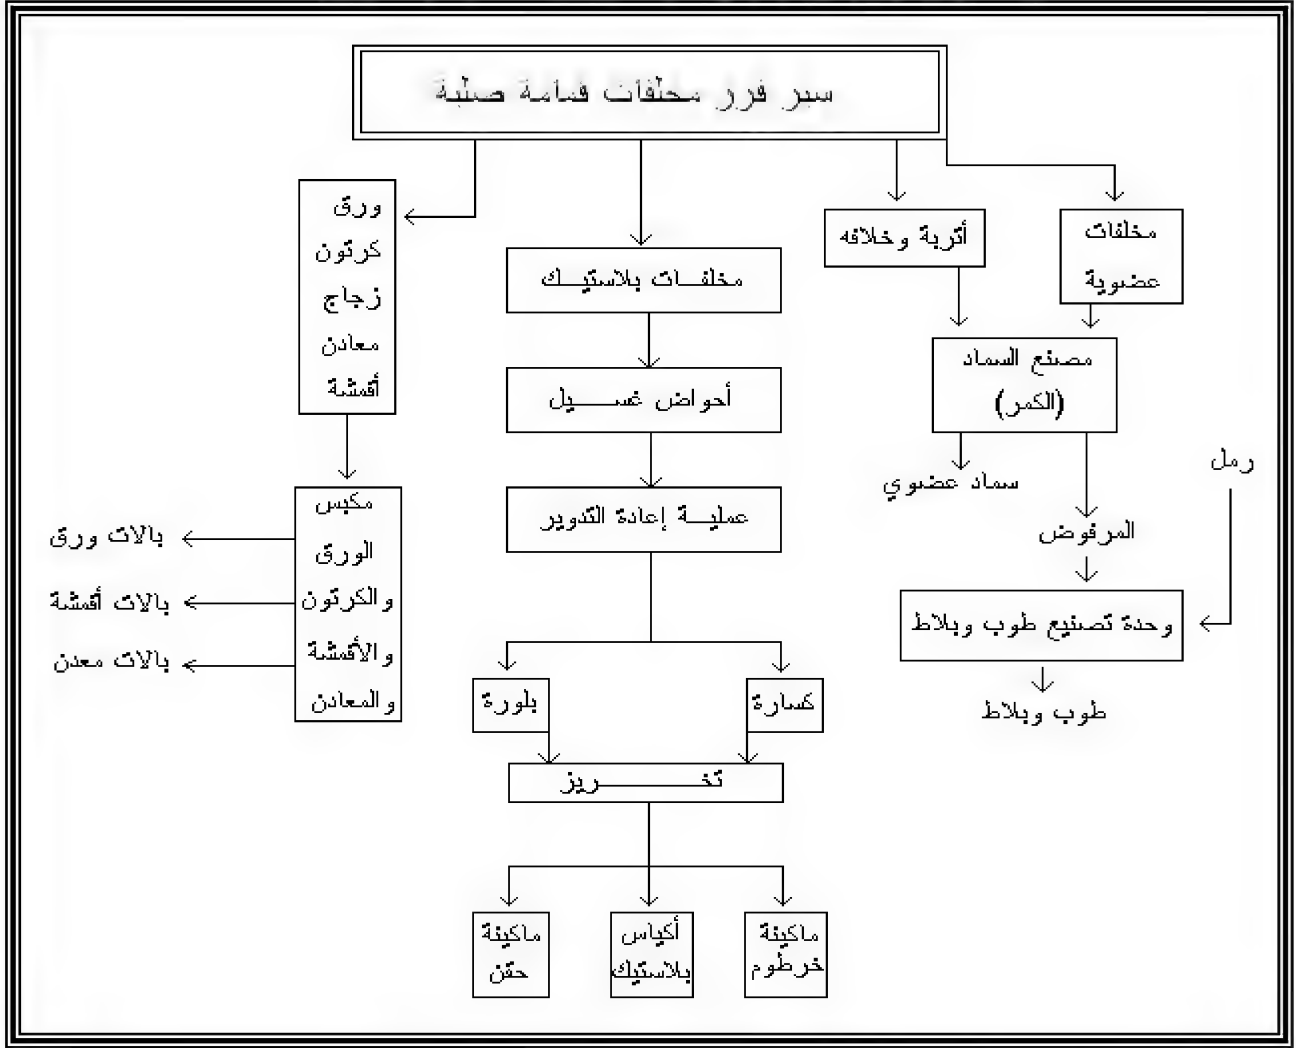 سير فرز مخلفات قمامة صلبة
مخلفات
عضوية
أتربة وخلافه
مخلفات بلاستيك
ورق
كرتون
زجاج
معادن
أقمشة
مصنع السماد
(الكمر)
أحواض غسيل
سماد عضوي
رمل
المرفوض
عملية إعادة التدوير
مكبس
الورق
والكرتون
والأقمشة
والمعادن
بالات ورق
بالات أقمشة
بالات معدن
وحدة تصنيع طوب وبلاط
طوب وبلاط
كسارة
بلورة
تخريز
ماكينة
خرطوم
أكياس
بلاستيك
ماكينة
حقن